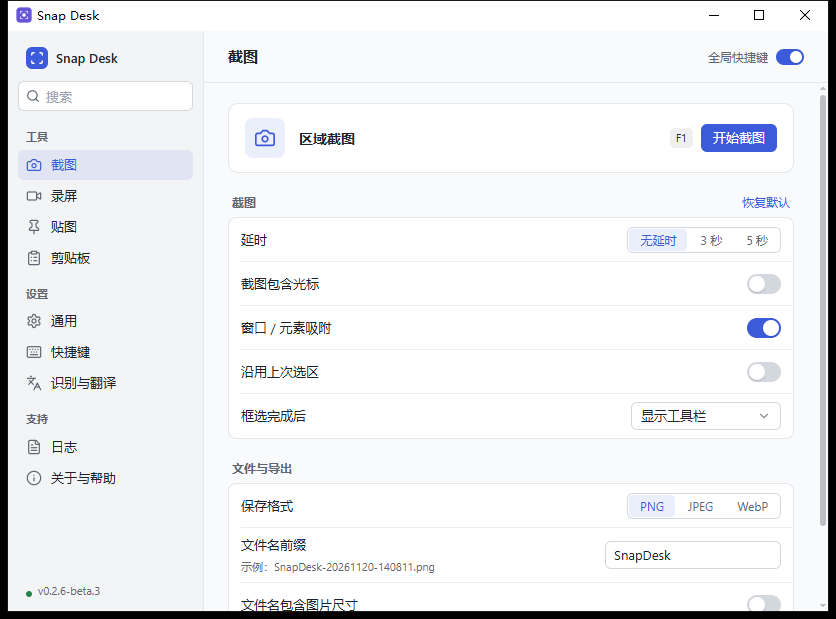 Snap Desk
Snap Desk
搜索
工具
截图
录屏
贴图
剪贴板
设置
通用
快捷键
识别与翻译
支持
日志
关于与帮助
v0.2.6-beta.3
截图
全局快捷键
区域截图
F1
开始截图
截图
恢复默认
延时
无延时 3 秒 5 秒
截图包含光标
窗口 / 元素吸附
沿用上次选区
框选完成后
显示工具栏
文件与导出
保存格式
PNG JPEG WebP
文件名前缀
示例：SnapDesk-20261120-140811.png
SnapDesk
文件名包含图片尺寸